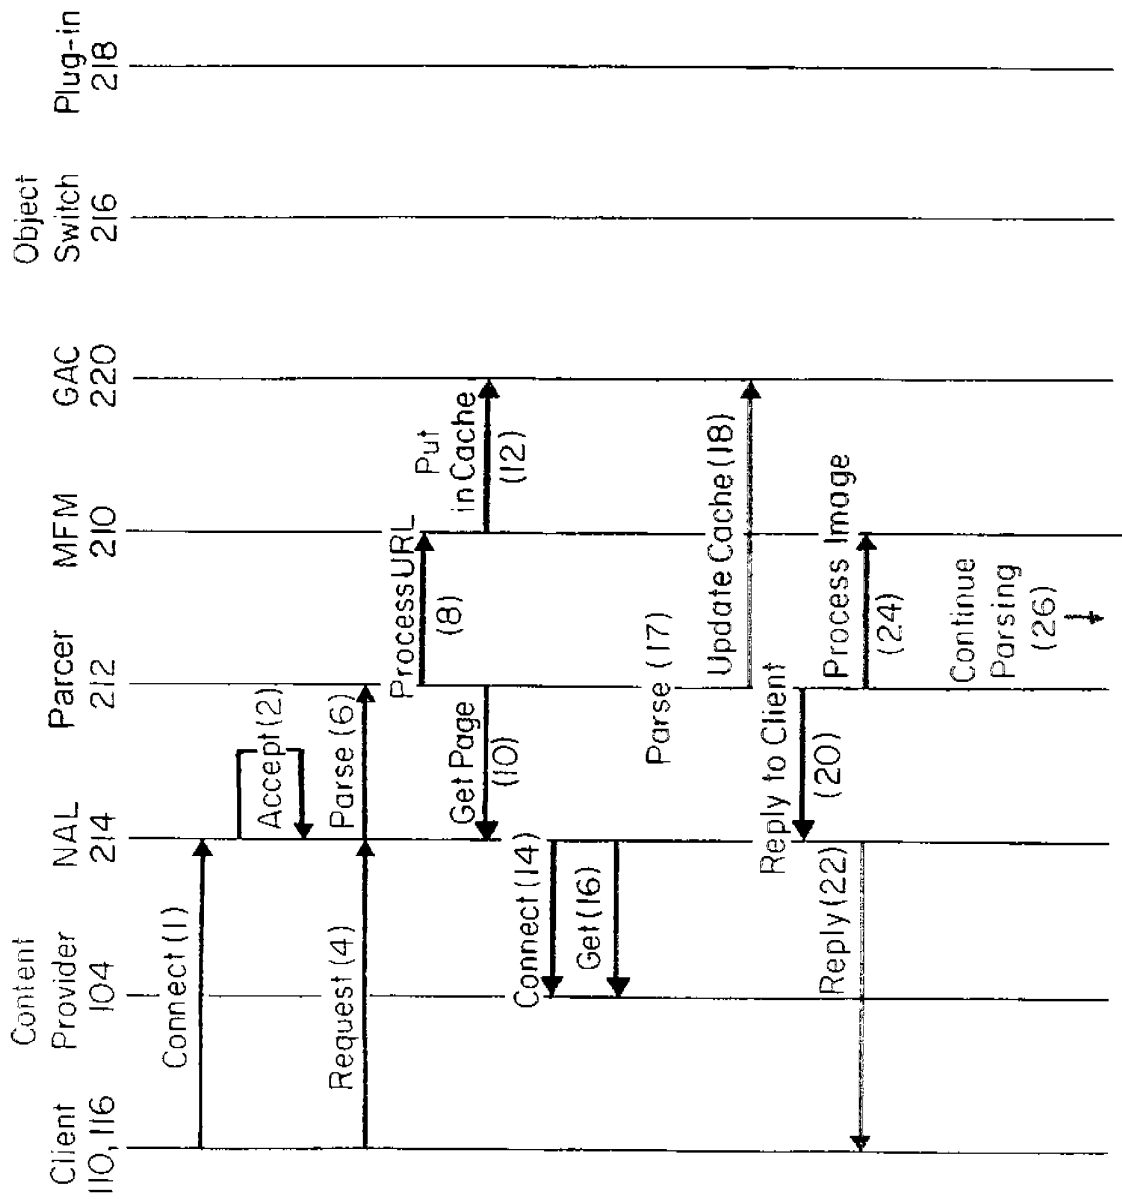 Client
110,116
Content
Provider
104
NAL
214
Parcer
212
MFM
210
GAC
220
Object
Switch
216
Plug-in
218
Connect (1)
Accept (2)
Request (4)
Parse (6)
Process URL
(8)
Get Page
(10)
Put
in Cache
(12)
Connect (14)
Get (16)
Parse (17)
Update Cache (18)
Reply to Client
(20)
Reply (22)
Process Image
(24)
Continue
Parsing
(26)